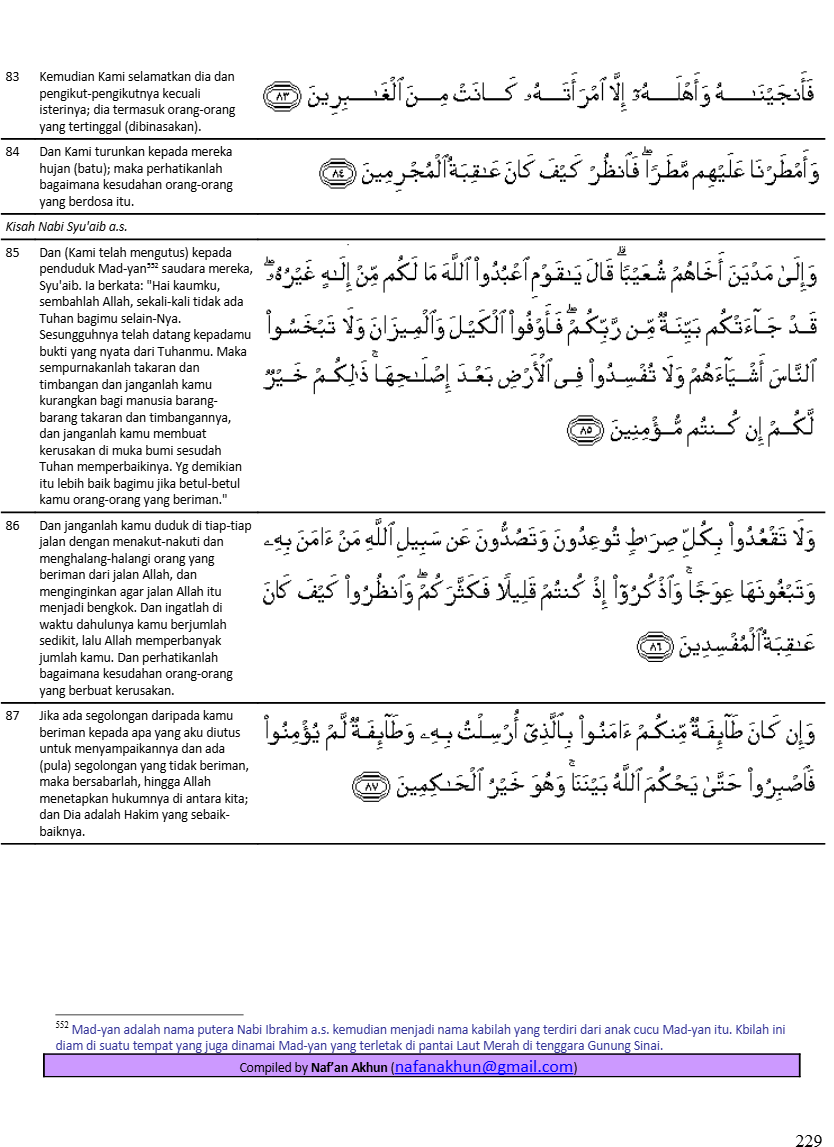 83 Kemudian Kami selamatkan dia dan
pengikut-pengikutnya kecuali
isterinya; dia termasuk orang-orang
yang tertinggal (dibinasakan).
فَأَنجَيْنَـٰهُ وَأَهْلَهُۥٓ إِلَّا ٱمْرَأَتَهُۥ كَانَتْ مِنَ ٱلْغَـٰبِرِينَ ﴿٨٣﴾
84 Dan Kami turunkan kepada mereka
hujan (batu); maka perhatikanlah
bagaimana kesudahan orang-orang
yang berdosa itu.
وَأَمْطَرْنَا عَلَيْهِم مَّطَرًا ۖ فَٱنظُرْ كَيْفَ كَانَ عَـٰقِبَةُ ٱلْمُجْرِمِينَ ﴿٨٤﴾
Kisah Nabi Syu'aib a.s.
85 Dan (Kami telah mengutus) kepada
penduduk Mad-yan⁵⁵² saudara mereka,
Syu'aib. Ia berkata: "Hai kaumku,
sembahlah Allah, sekali-kali tidak ada
Tuhan bagimu selain-Nya.
Sesungguhnya telah datang kepadamu
bukti yang nyata dari Tuhanmu. Maka
sempurnakanlah takaran dan
timbangan dan janganlah kamu
kurangkan bagi manusia barang-
barang takaran dan timbangannya,
dan janganlah kamu membuat
kerusakan di muka bumi sesudah
Tuhan memperbaikinya. Yg demikian
itu lebih baik bagimu jika betul-betul
kamu orang-orang yang beriman."
وَإِلَىٰ مَدْيَنَ أَخَاهُمْ شُعَيْبًا ۗ قَالَ يَـٰقَوْمِ ٱعْبُدُوا۟ ٱللَّهَ مَا لَكُم مِّنْ إِلَـٰهٍ غَيْرُهُۥ ۖ
قَدْ جَآءَتْكُم بَيِّنَةٌ مِّن رَّبِّكُمْ ۖ فَأَوْفُوا۟ ٱلْكَيْلَ وَٱلْمِيزَانَ وَلَا تَبْخَسُوا۟
ٱلنَّاسَ أَشْيَآءَهُمْ وَلَا تُفْسِدُوا۟ فِى ٱلْأَرْضِ بَعْدَ إِصْلَـٰحِهَا ۚ ذَٰلِكُمْ خَيْرٌ
لَّكُمْ إِن كُنتُم مُّؤْمِنِينَ ﴿٨٥﴾
86 Dan janganlah kamu duduk di tiap-tiap
jalan dengan menakut-nakuti dan
menghalang-halangi orang yang
beriman dari jalan Allah, dan
menginginkan agar jalan Allah itu
menjadi bengkok. Dan ingatlah di
waktu dahulunya kamu berjumlah
sedikit, lalu Allah memperbanyak
jumlah kamu. Dan perhatikanlah
bagaimana kesudahan orang-orang
yang berbuat kerusakan.
وَلَا تَقْعُدُوا۟ بِكُلِّ صِرَٰطٍ تُوعِدُونَ وَتَصُدُّونَ عَن سَبِيلِ ٱللَّهِ مَنْ ءَامَنَ بِهِۦ
وَتَبْغُونَهَا عِوَجًا ۚ وَٱذْكُرُوٓا۟ إِذْ كُنتُمْ قَلِيلًا فَكَثَّرَكُمْ ۖ وَٱنظُرُوا۟ كَيْفَ كَانَ
عَـٰقِبَةُ ٱلْمُفْسِدِينَ ﴿٨٦﴾
87 Jika ada segolongan daripada kamu
beriman kepada apa yang aku diutus
untuk menyampaikannya dan ada
(pula) segolongan yang tidak beriman,
maka bersabarlah, hingga Allah
menetapkan hukumnya di antara kita;
dan Dia adalah Hakim yang sebaik-
baiknya.
وَإِن كَانَ طَآئِفَةٌ مِّنكُمْ ءَامَنُوا۟ بِٱلَّذِىٓ أُرْسِلْتُ بِهِۦ وَطَآئِفَةٌ لَّمْ يُؤْمِنُوا۟
فَٱصْبِرُوا۟ حَتَّىٰ يَحْكُمَ ٱللَّهُ بَيْنَنَا ۚ وَهُوَ خَيْرُ ٱلْحَـٰكِمِينَ ﴿٨٧﴾
⁵⁵² Mad-yan adalah nama putera Nabi Ibrahim a.s. kemudian menjadi nama kabilah yang terdiri dari anak cucu Mad-yan itu. Kbilah ini
diam di suatu tempat yang juga dinamai Mad-yan yang terletak di pantai Laut Merah di tenggara Gunung Sinai.
Compiled by Naf'an Akhun (nafanakhun@gmail.com)
229